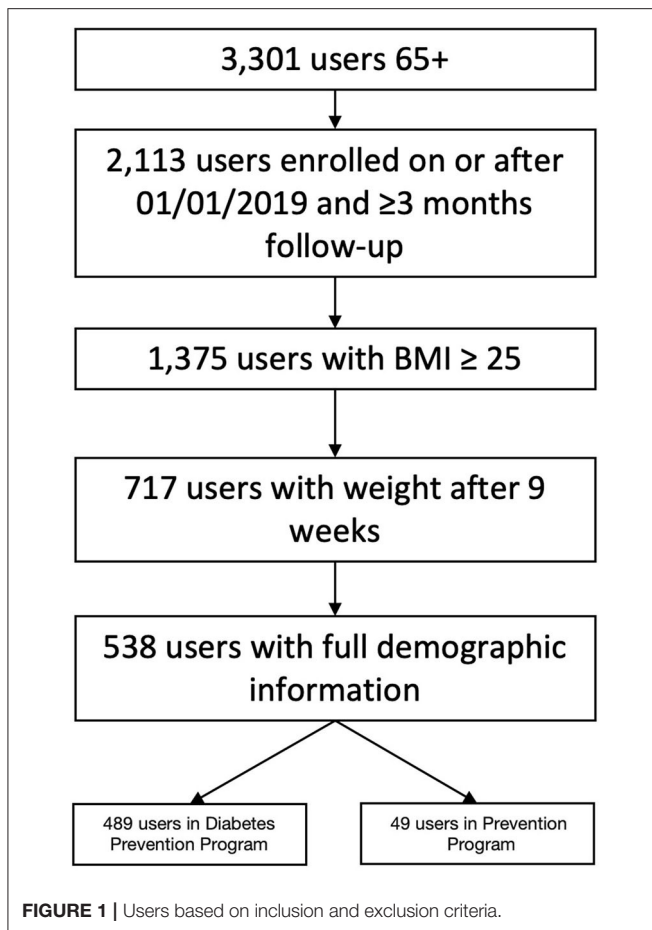 3,301 users 65+
2,113 users enrolled on or after
01/01/2019 and ≥3 months
follow-up
1,375 users with BMI ≥ 25
717 users with weight after 9
weeks
538 users with full demographic
information
489 users in Diabetes
Prevention Program
49 users in Prevention
Program
FIGURE 1 | Users based on inclusion and exclusion criteria.